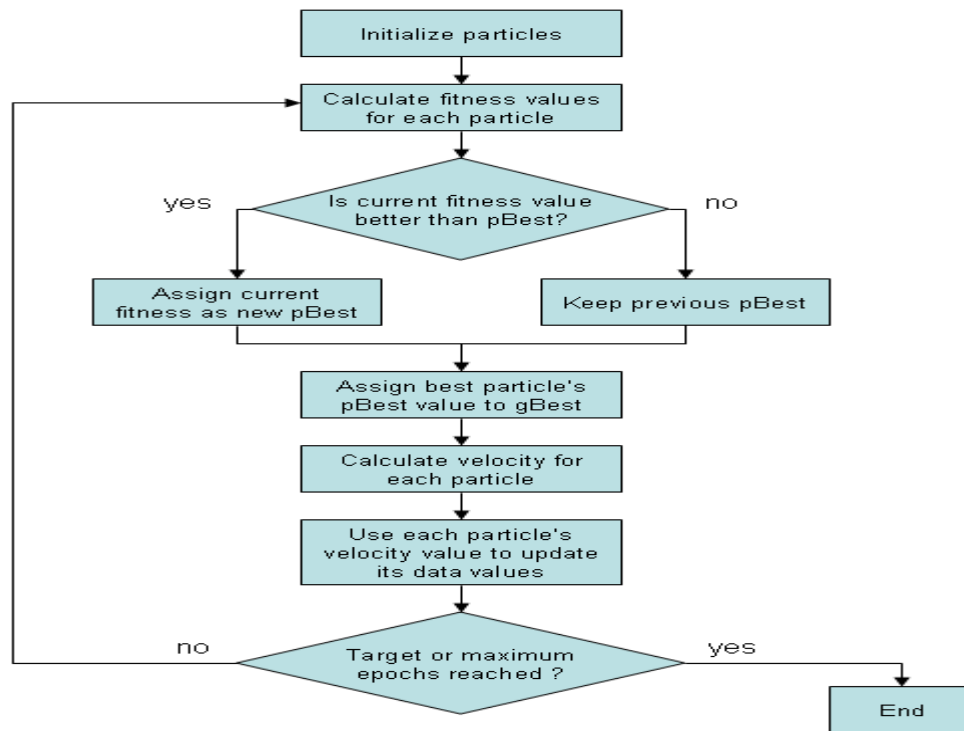 Initialize particles
Calculate fitness values
for each particle
yes
Is current fitness value
better than pBest?
no
Assign current
fitness as new pBest
Keep previous pBest
Assign best particle's
pBest value to gBest
Calculate velocity for
each particle
Use each particle's
velocity value to update
its data values
no
Target or maximum
epochs reached ?
yes
End